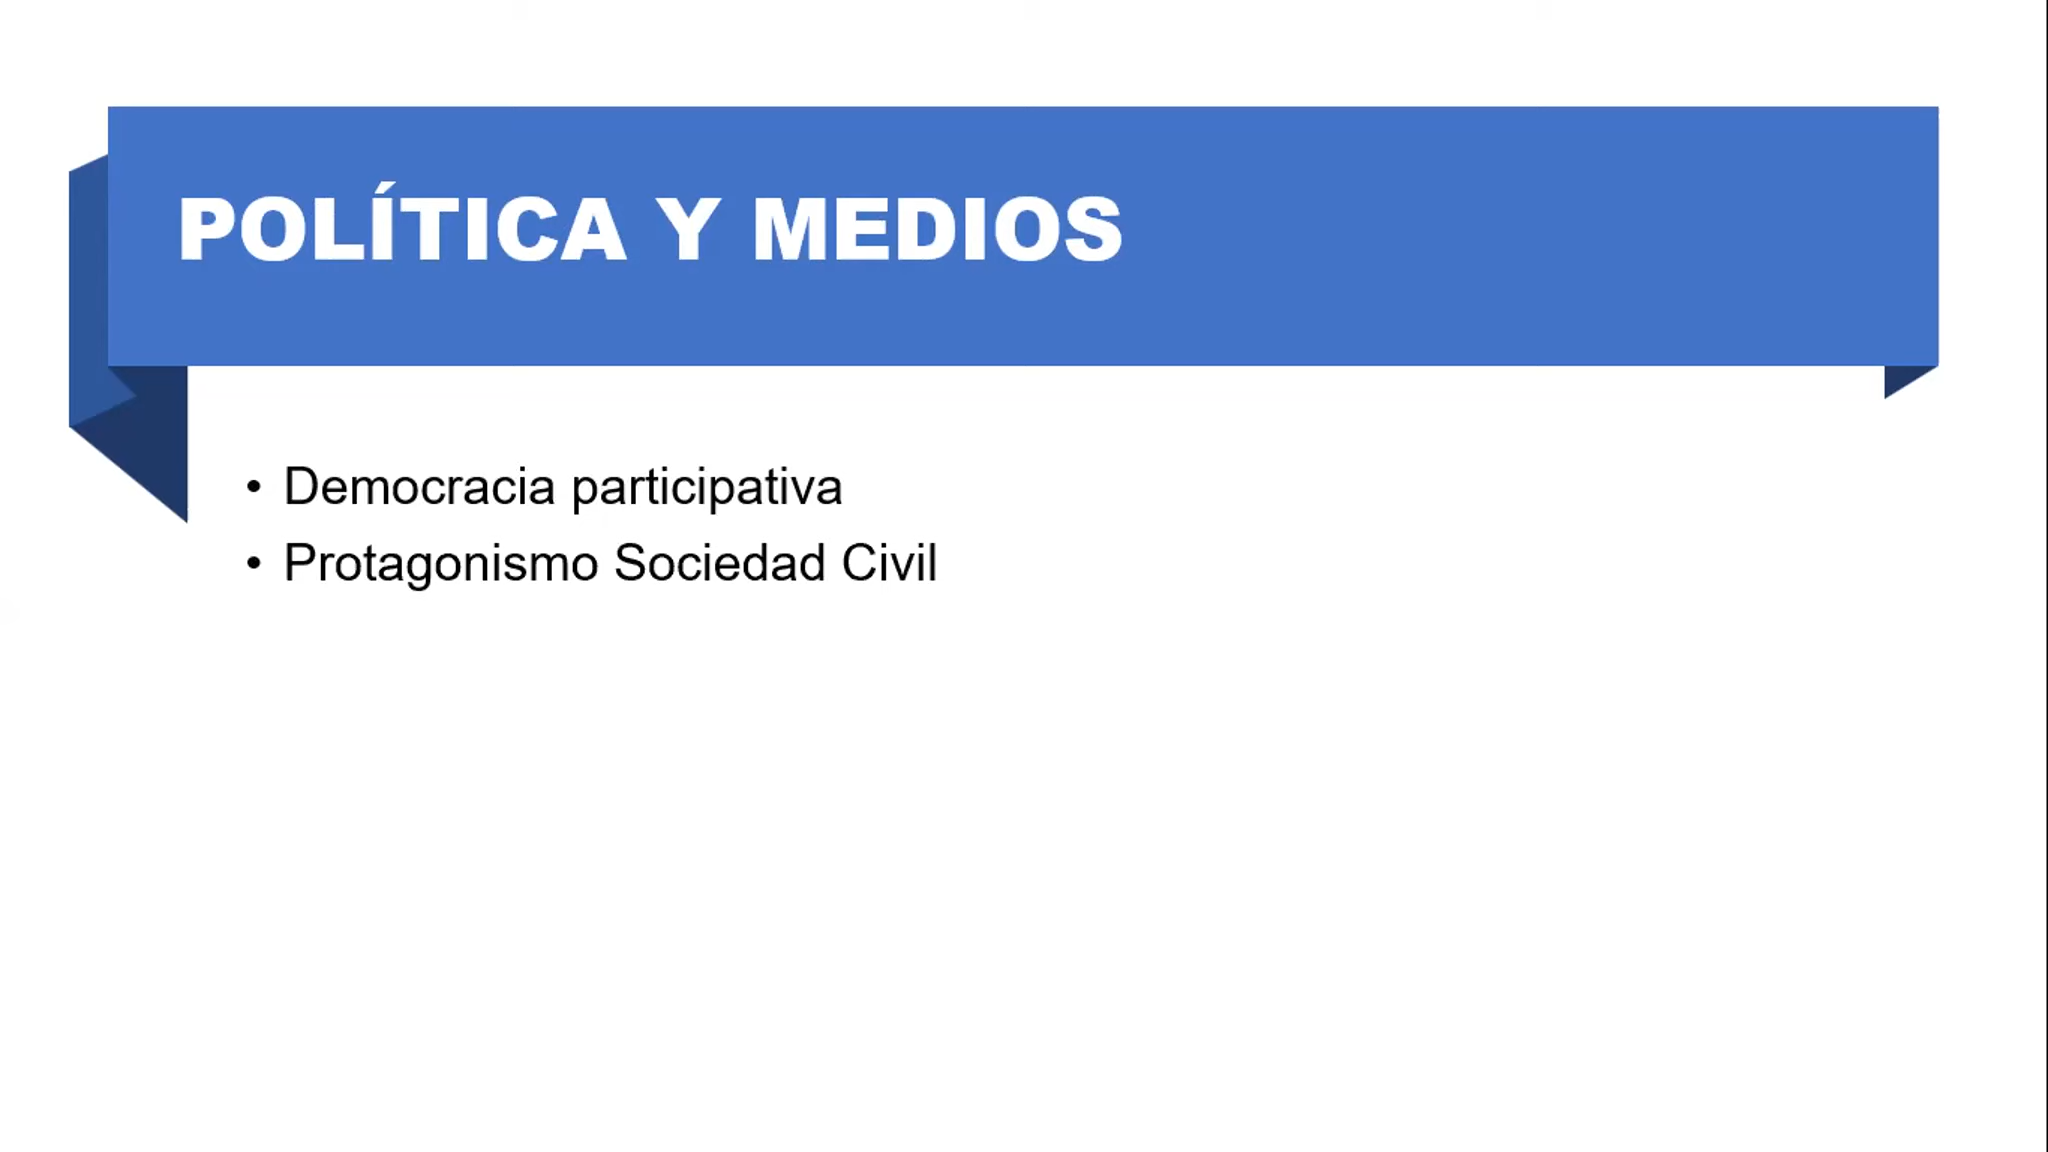 POLÍTICA Y MEDIOS
• Democracia participativa
• Protagonismo Sociedad Civil